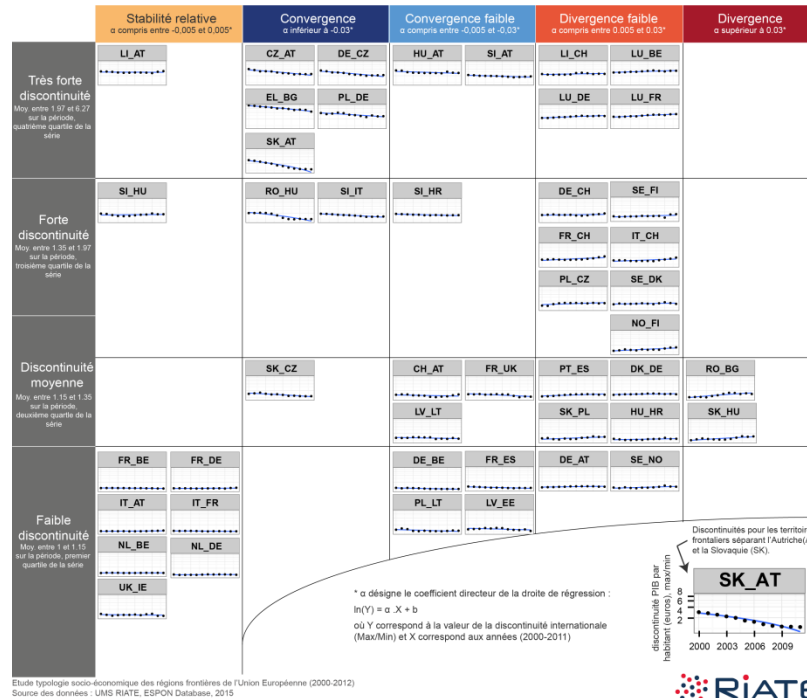 Stabilité relative
α compris entre -0,005 et 0,005*
Convergence
α inférieur à -0.03*
Convergence faible
α compris entre -0,005 et -0,03*
Divergence faible
α compris entre 0.005 et 0.03*
Divergence
α supérieur à 0.03*
Très forte
discontinuité
Moy. entre 1.97 et 6.27
sur la période,
quatrième quartile de la
série
LI_AT
CZ_AT
DE_CZ
HU_AT
SI_AT
LI_CH
LU_BE
EL_BG
PL_DE
LU_DE
LU_FR
SK_AT
Forte
discontinuité
Moy. entre 1.35 et 1.97
sur la période,
troisième quartile de la
série
SI_HU
RO_HU
SI_IT
SI_HR
DE_CH
SE_FI
FR_CH
IT_CH
PL_CZ
SE_DK
NO_FI
Discontinuité
moyenne
Moy. entre 1.15 et 1.35
sur la période,
deuxième quartile de la
série
SK_CZ
CH_AT
FR_UK
PT_ES
DK_DE
RO_BG
LV_LT
SK_PL
HU_HR
SK_HU
Faible
discontinuité
Moy. entre 1 et 1.15
sur la période, premier
quartile de la série
FR_BE
FR_DE
DE_BE
FR_ES
DE_AT
SE_NO
IT_AT
IT_FR
PL_LT
LV_EE
NL_BE
NL_DE
UK_IE
* α désigne le coefficient directeur de la droite de régression :
ln(Y) = α .X + b
où Y correspond à la valeur de la discontinuité internationale
(Max/Min) et X correspond aux années (2000-2011)
Discontinuités pour les
frontaliers séparant
et la Slovaquie (SK).
SK_AT
discontinuité PIB par
habitant (euros), max/min
8
6
4
2
2000 2003 2006 2009
Etude typologie socio-économique des régions frontières de l'Union Européenne (2000-2012)
Source des données : UMS RIATE, ESPON Database, 2015